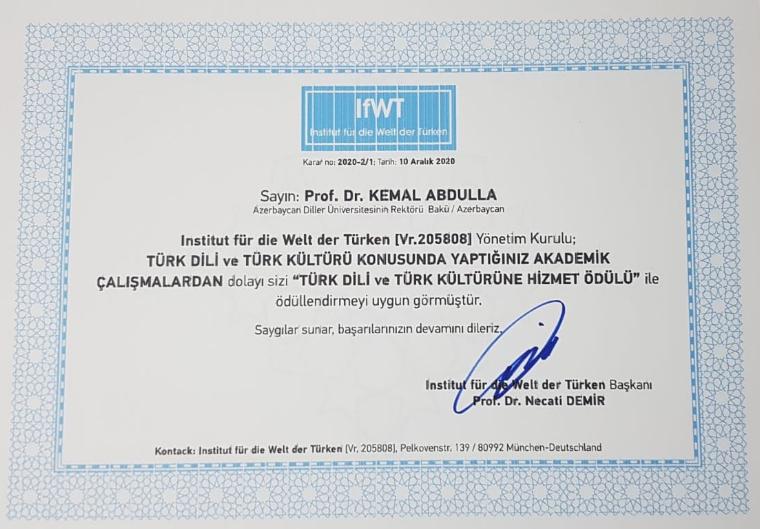 IfWT
Institut für die Welt der Türken
Karar no: 2020-2/1; Tarih: 10 Aralık 2020
Sayın: Prof. Dr. KEMAL ABDULLA
Azerbaycan Diller Üniversitesinin Rektörü Bakü / Azerbaycan
Institut für die Welt der Türken [Vr.205808] Yönetim Kurulu;
TÜRK DİLİ ve TÜRK KÜLTÜRÜ KONUSUNDA YAPTIĞINIZ AKADEMİK
ÇALIŞMALARDAN dolayı sizi “TÜRK DİLİ ve TÜRK KÜLTÜRÜNE HİZMET ÖDÜLÜ” ile
ödüllendirmeyi uygun görmüştür.
Saygılar sunar, başarılarınızın devamını dileriz.
Institut für die Welt der Türken Başkanı
Prof. Dr. Necati DEMİR
Kontack: Institut für die Welt der Türken (Vr. 205808), Pelkovenstr. 139 / 80992 München-Deutschland